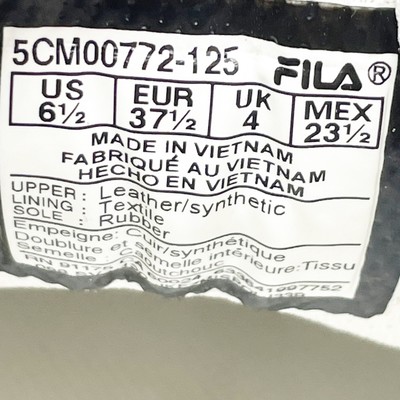 5CM00772-125 FILA®
US EUR UK MEX
6½ 37½ 4 23½
MADE IN VIETNAM
FABRIQUÉ AU VIETNAM
HECHO EN VIETNAM
UPPER : Leather/synthetic
LINING : Textile
SOLE : Rubber
Empeigne: Cuir/synthétique
Doublure et semelle intérieure: Tissu
Semelle : Caoutchouc